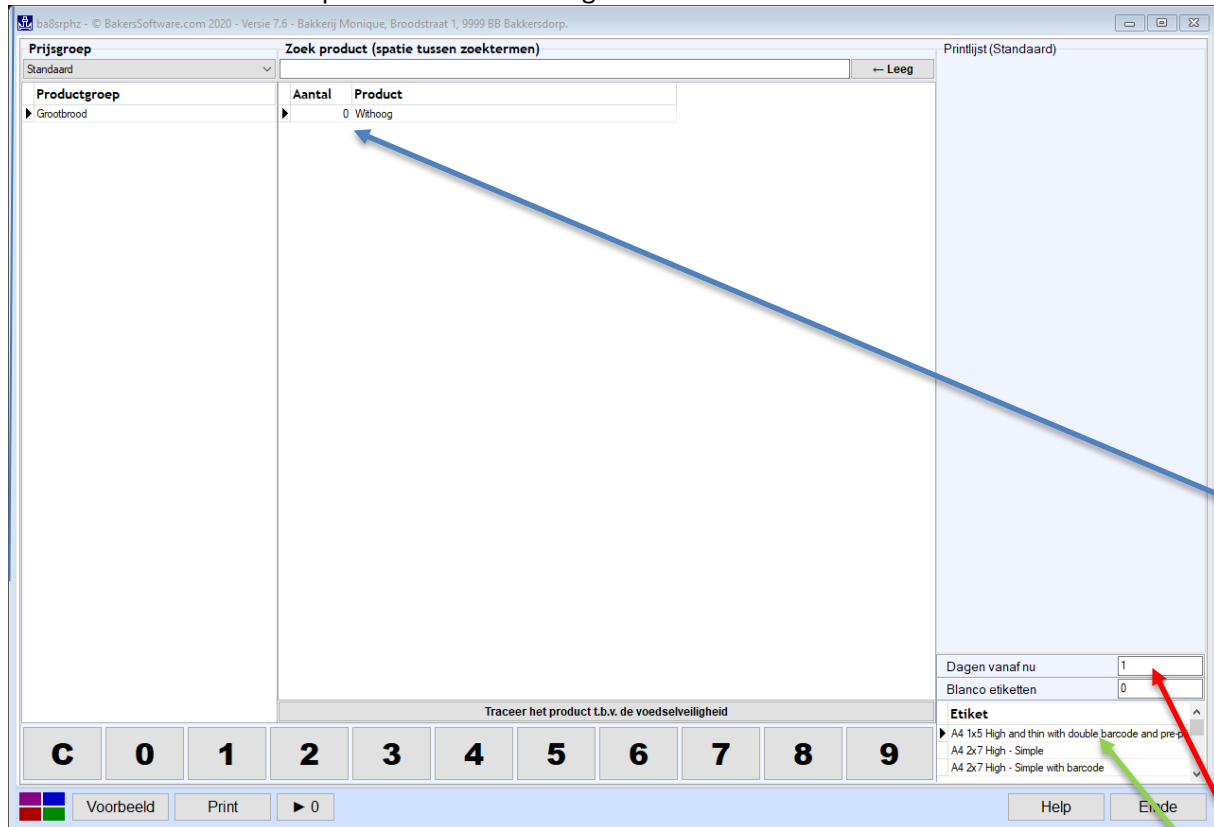 ba8srphz - © BakersSoftware.com 2020 - Versie 7.6 - Bakkerij Monique, Broodstraat 1, 9999 BB Bakkersdorp.
Prijsgroep
Zoek product (spatie tussen zoektermen)
Printlijst (Standaard)
Standaard
← Leeg
Productgroep
Aantal Product
Grootbrood
0 Withoog
Dagen vanaf nu 1
Blanco etiketten 0
Traceer het product t.b.v. de voedselveiligheid
Etiket
A4 1x5 High and thin with double barcode and pre-p
A4 2x7 High - Simple
A4 2x7 High - Simple with barcode
C 0 1 2 3 4 5 6 7 8 9
Voorbeeld Print ► 0 Help Einde